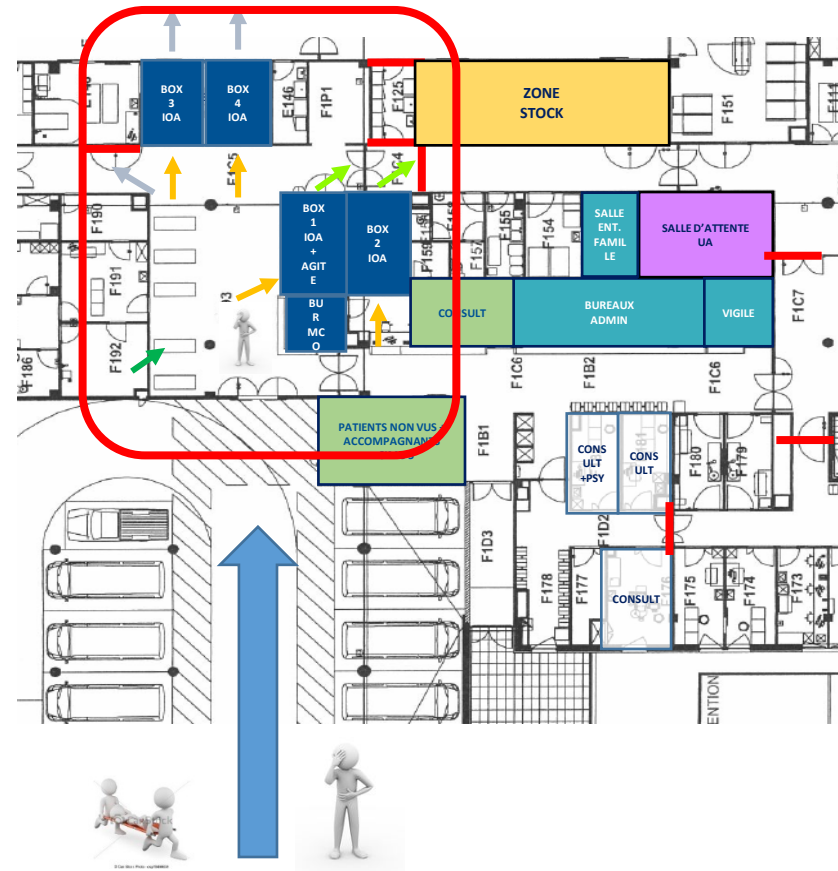 BOX
3
IOA
BOX
4
IOA
E146
F1P1
F125
ZONE
STOCK
F151
F1C5
F1C4
F190
BOX
1
IOA
+
AGIT
E
BOX
2
IOA
F159
F157
F155
F154
SALLE
ENT.
FAMIL
LE
SALLE D'ATTENTE
UA
F191
BU
R
MC
O
CONSULT
BUREAUX
ADMIN
VIGILE
F1C7
F192
F186
F1C6
F1B2
F1C6
PATIENTS NON VUS +
ACCOMPAGNANTS
F1B1
CONS
ULT
+PSY
CONS
ULT
F180
F179
F1D3
F1D2
F178
F177
CONSULT
F176
F175
F174
F173
ENTION